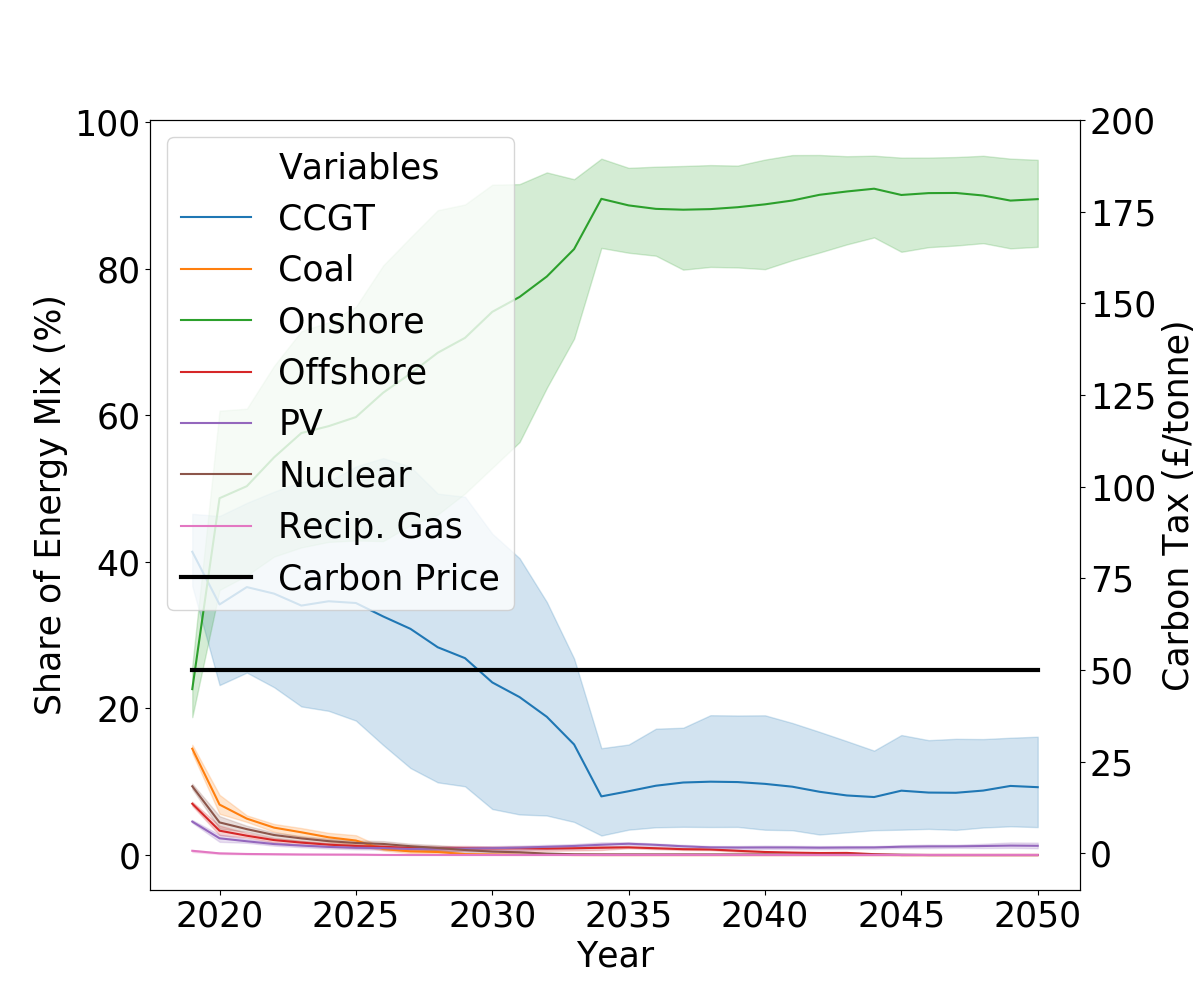 100
80
60
40
20
0
Share of Energy Mix (%)
Variables
CCGT
Coal
Onshore
Offshore
PV
Nuclear
Recip. Gas
Carbon Price
200
175
150
125
100
75
50
25
0
Carbon Tax (£/tonne)
2020 2025 2030 2035 2040 2045 2050
Year